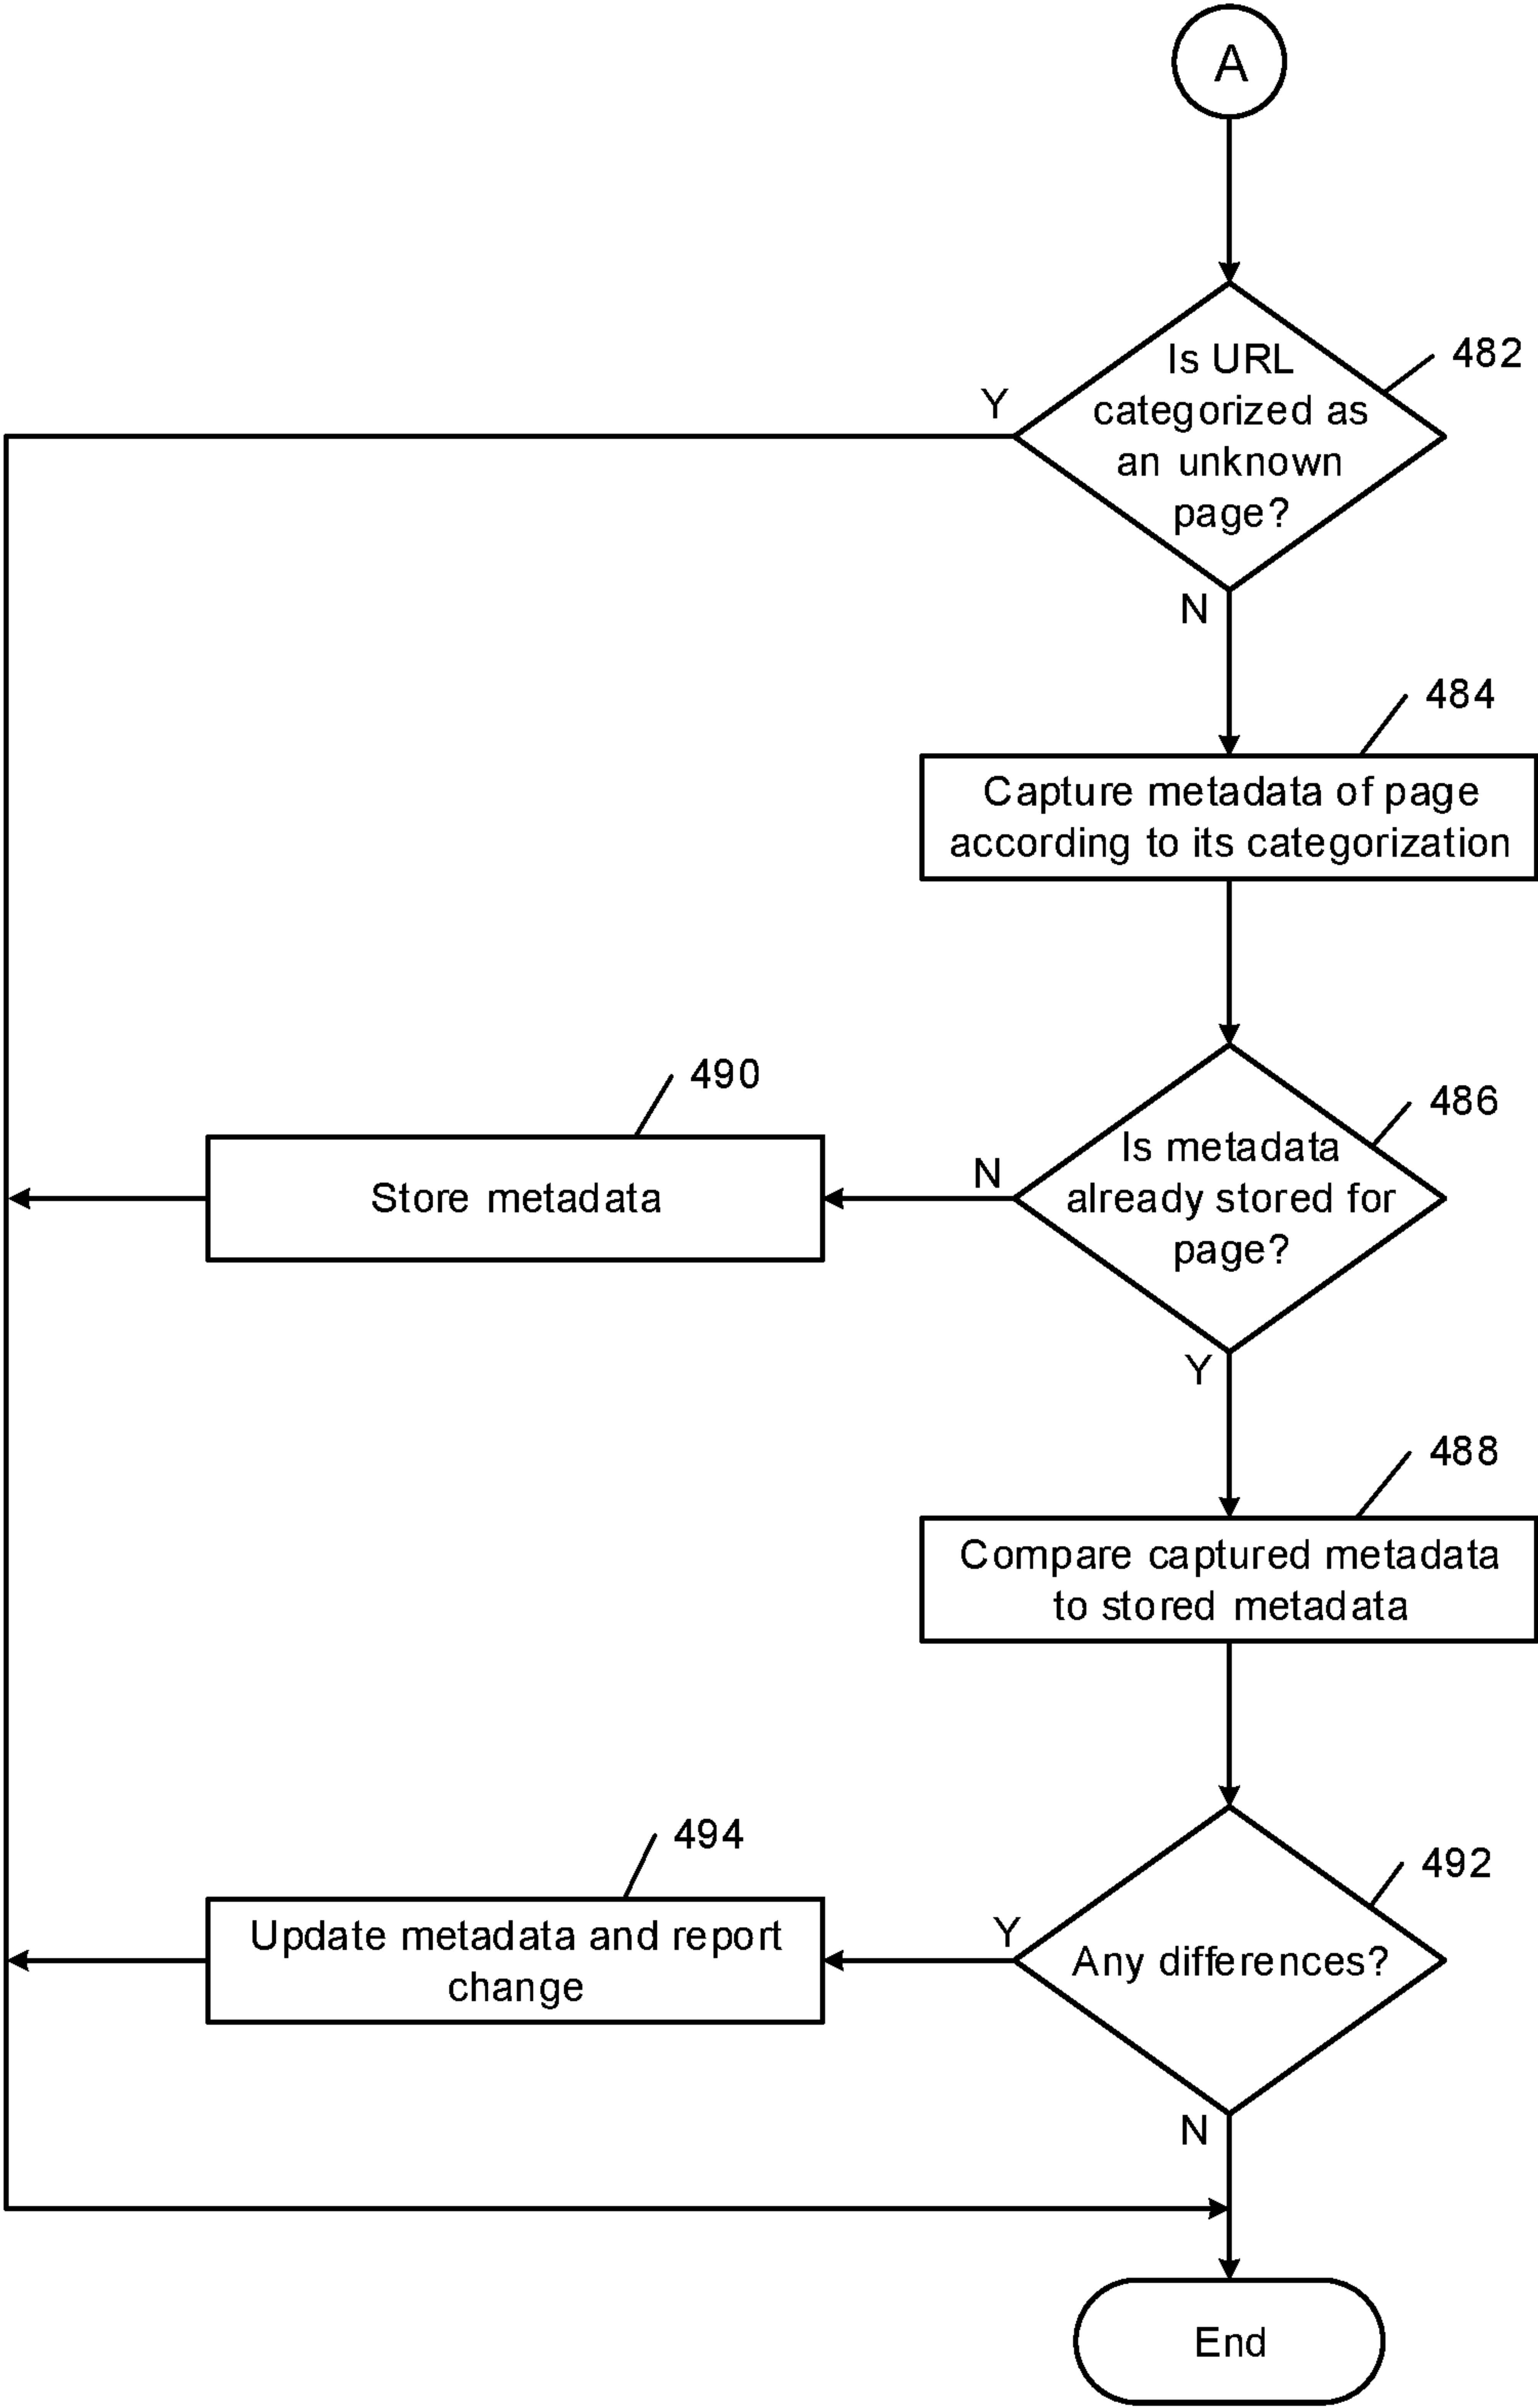 A
Is URL
categorized as
an unknown
page?
482
Y
N
484
Capture metadata of page
according to its categorization
490
Store metadata
486
Is metadata
already stored for
page?
N
Y
488
Compare captured metadata
to stored metadata
494
Update metadata and report
change
492
Any differences?
Y
N
End